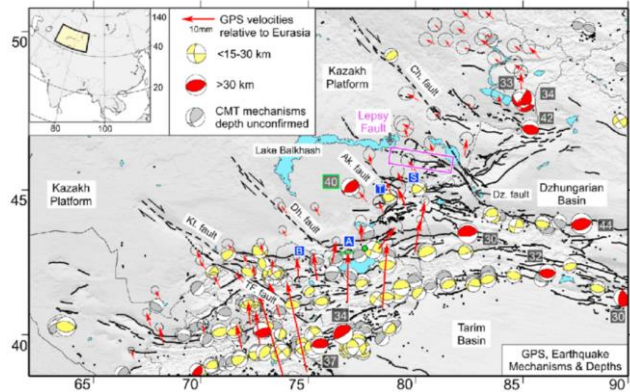 50
140
40
20
80
100
10mm
GPS velocities
relative to Eurasia
<15-30 km
>30 km
CMT mechanisms
depth unconfirmed
Kazakh
Platform
Ch. fault
33
34
42
Lepsy
Fault
Lake Balkhash
Ak. fault
40
T
S
45
Kazakh
Platform
Dh. fault
Dz. fault
Dzhungarian
Basin
44
Kt. fault
B
A
30
32
T.F. fault
34
30
40
37
Tarim
Basin
GPS, Earthquake
Mechanisms & Depths
65
70
75
80
85
90